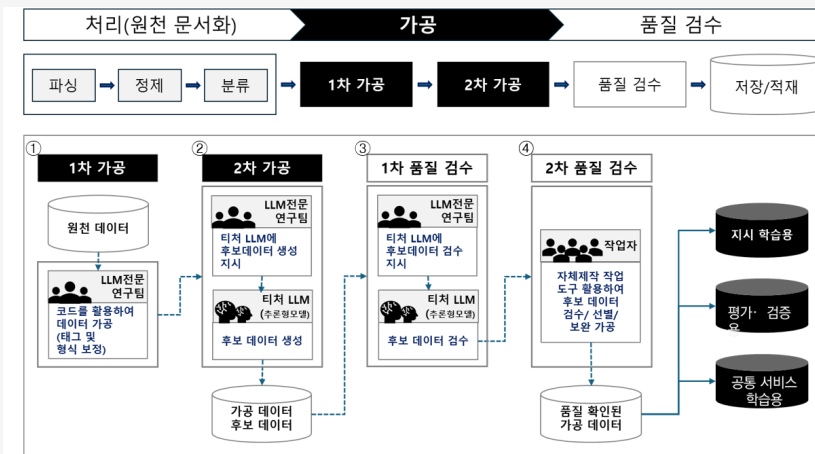 처리(원천 문서화)
가공
품질 검수
파싱
정제
분류
1차 가공
2차 가공
품질 검수
저장/적재
①
1차 가공
원천 데이터
LLM전문
연구팀
코드를 활용하여
데이터 가공
(태그 및
형식 보정)
②
2차 가공
LLM전문
연구팀
티처 LLM에
후보데이터 생성
지시
티처 LLM
(추론형모델)
후보 데이터 생성
가공 데이터
후보 데이터
③
1차 품질 검수
LLM전문
연구팀
티처 LLM에
후보데이터 검수
지시
티처 LLM
(추론형모델)
후보 데이터 검수
④
2차 품질 검수
작업자
자체제작 작업
도구 활용하여
후보 데이터
검수/ 선별/
보완 가공
품질 확인된
가공 데이터
지시 학습용
평가· 검증
용
공통 서비스
학습용